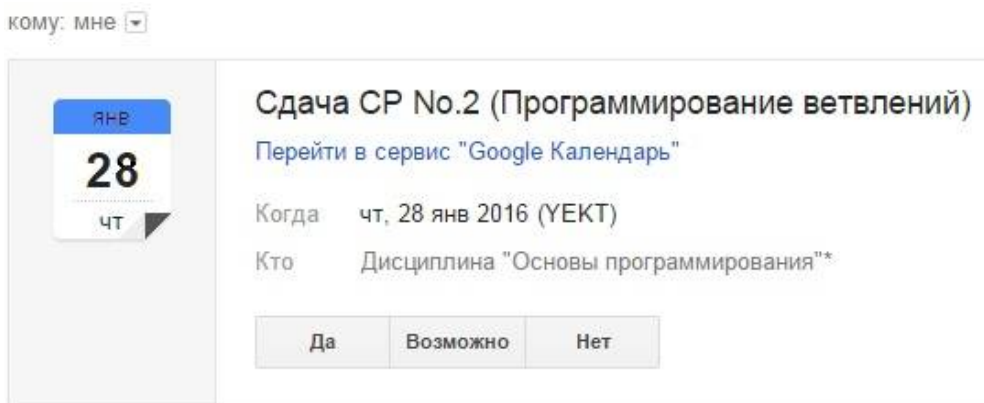 кому: мне
янв
28
чт
Сдача СР No.2 (Программирование ветвлений)
Перейти в сервис "Google Календарь"
Когда чт, 28 янв 2016 (YEKT)
Кто Дисциплина "Основы программирования"*
Да Возможно Нет